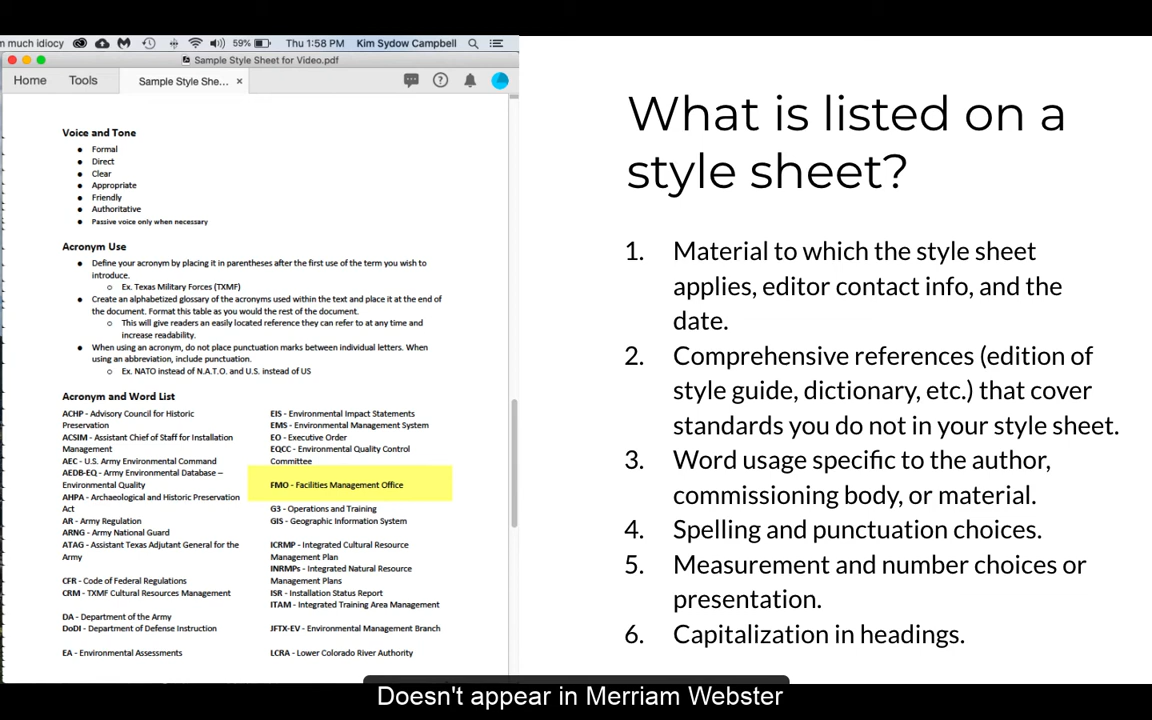 m much idiocy 59% Thu 1:58 PM Kim Sydow Campbell
Sample Style Sheet for Video.pdf
Home Tools Sample Style She... ×
Voice and Tone
● Formal
● Direct
● Clear
● Appropriate
● Friendly
● Authoritative
● Passive voice only when necessary
Acronym Use
● Define your acronym by placing it in parentheses after the first use of the term you wish to
introduce.
○ Ex. Texas Military Forces (TXMF)
● Create an alphabetized glossary of the acronyms used within the text and place it at the end of
the document. Format this table as you would the rest of the document.
○ This will give readers an easily located reference they can refer to at any time and
increase readability.
● When using an acronym, do not place punctuation marks between individual letters. When
using an abbreviation, include punctuation.
○ Ex. NATO instead of N.A.T.O. and U.S. instead of US
Acronym and Word List
ACHP - Advisory Council for Historic
Preservation
ACSIM - Assistant Chief of Staff for Installation
Management
AEC - U.S. Army Environmental Command
AEDB-EQ - Army Environmental Database –
Environmental Quality
AHPA - Archaeological and Historic Preservation
Act
AR - Army Regulation
ARNG - Army National Guard
ATAG - Assistant Texas Adjutant General for the
Army
CFR - Code of Federal Regulations
CRM - TXMF Cultural Resources Management
DA - Department of the Army
DoDI - Department of Defense Instruction
EA - Environmental Assessments
EIS - Environmental Impact Statements
EMS - Environmental Management System
EO - Executive Order
EQCC - Environmental Quality Control
Committee
FMO - Facilities Management Office
G3 - Operations and Training
GIS - Geographic Information System
ICRMP - Integrated Cultural Resource
Management Plan
INRMPs - Integrated Natural Resource
Management Plans
ISR - Installation Status Report
ITAM - Integrated Training Area Management
JFTX-EV - Environmental Management Branch
LCRA - Lower Colorado River Authority
What is listed on a
style sheet?
1. Material to which the style sheet
applies, editor contact info, and the
date.
2. Comprehensive references (edition of
style guide, dictionary, etc.) that cover
standards you do not in your style sheet.
3. Word usage specific to the author,
commissioning body, or material.
4. Spelling and punctuation choices.
5. Measurement and number choices or
presentation.
6. Capitalization in headings.
Doesn't appear in Merriam Webster